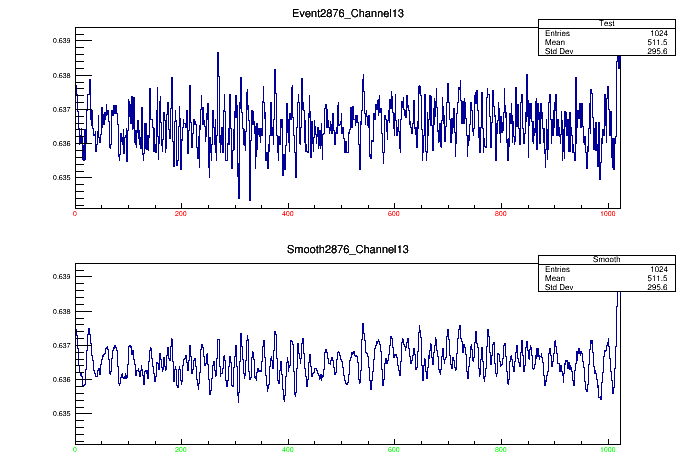 Event2876_Channel13
Test
Entries 1024
Mean 511.5
Std Dev 295.6
0.639
0.638
0.637
0.636
0.635
0 200 400 600 800 1000
Smooth2876_Channel13
Smooth
Entries 1024
Mean 511.5
Std Dev 295.6
0.639
0.638
0.637
0.636
0.635
0 200 400 600 800 1000